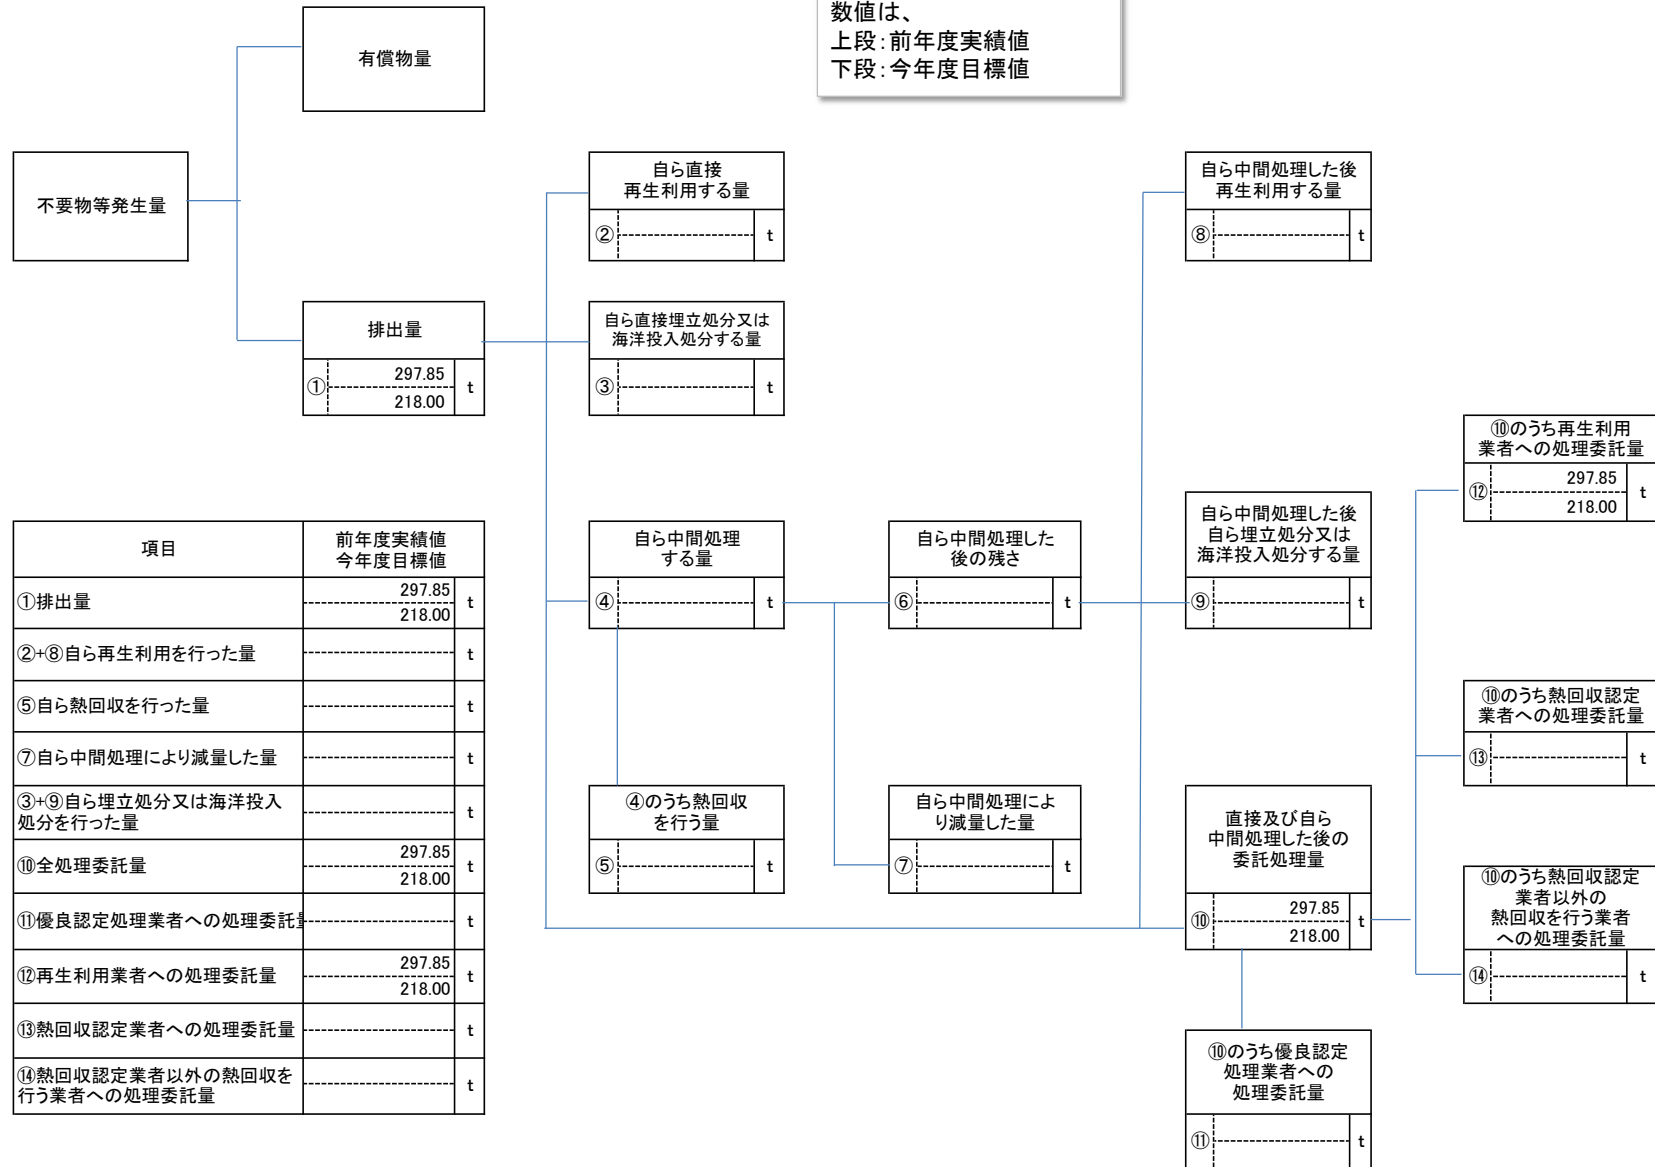 数値は、
上段：前年度実績値
下段：今年度目標値
有償物量
不要物等発生量
自ら直接
再生利用する量
② t
自ら中間処理した後
再生利用する量
⑧ t
排出量
① 297.85 t
218.00
自ら直接埋立処分又は
海洋投入処分する量
③ t
⑩のうち再生利用
業者への処理委託量
⑫ 297.85 t
218.00
自ら中間処理
する量
④ t
自ら中間処理した
後の残さ
⑥ t
自ら中間処理した後
自ら埋立処分又は
海洋投入処分する量
⑨ t
⑩のうち熱回収認定
業者への処理委託量
⑬ t
④のうち熱回収
を行う量
⑤ t
自ら中間処理によ
り減量した量
⑦ t
直接及び自ら
中間処理した後の
委託処理量
⑩ 297.85 t
218.00
⑩のうち熱回収認定
業者以外の
熱回収を行う業者
への処理委託量
⑭ t
⑩のうち優良認定
処理業者への
処理委託量
⑪ t
項目 前年度実績値
今年度目標値
①排出量 297.85 t
218.00
②+⑧自ら再生利用を行った量 t
⑤自ら熱回収を行った量 t
⑦自ら中間処理により減量した量 t
③+⑨自ら埋立処分又は海洋投入
処分を行った量 t
⑩全処理委託量 297.85 t
218.00
⑪優良認定処理業者への処理委託 t
⑫再生利用業者への処理委託量 297.85 t
218.00
⑬熱回収認定業者への処理委託量 t
⑭熱回収認定業者以外の熱回収を
行う業者への処理委託量 t